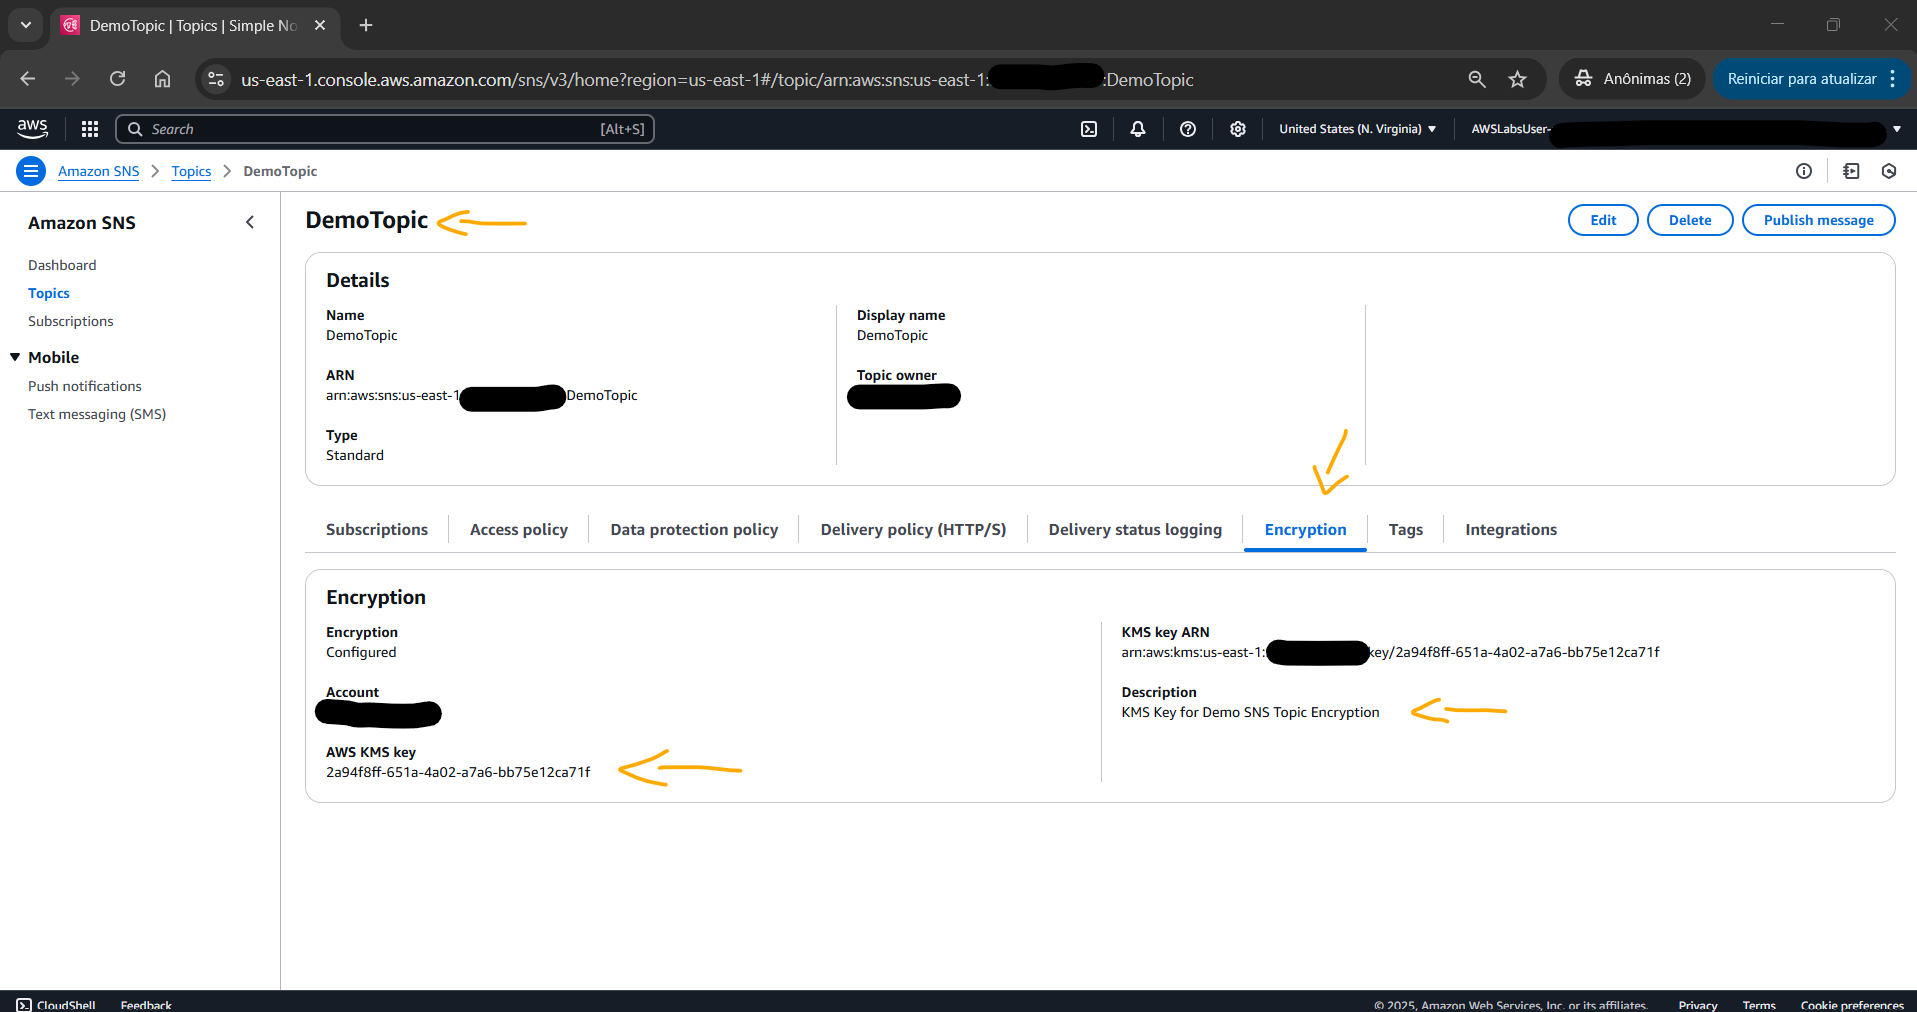 DemoTopic | Topics | Simple No
us-east-1.console.aws.amazon.com/sns/v3/home?region=us-east-1#/topic/arn:aws:sns:us-east-1: :DemoTopic
Anônimas (2)
Reiniciar para atualizar
aws
Search
[Alt+S]
United States (N. Virginia)
AWSLabsUser-
Amazon SNS
Topics
DemoTopic
Amazon SNS
Dashboard
Topics
Subscriptions
Mobile
Push notifications
Text messaging (SMS)
DemoTopic
Edit
Delete
Publish message
Details
Name
DemoTopic
ARN
arn:aws:sns:us-east-1 DemoTopic
Type
Standard
Display name
DemoTopic
Topic owner
Subscriptions
Access policy
Data protection policy
Delivery policy (HTTP/S)
Delivery status logging
Encryption
Tags
Integrations
Encryption
Encryption
Configured
Account
AWS KMS key
2a94f8ff-651a-4a02-a7a6-bb75e12ca71f
KMS key ARN
arn:aws:kms:us-east-1: key/2a94f8ff-651a-4a02-a7a6-bb75e12ca71f
Description
KMS Key for Demo SNS Topic Encryption
CloudShell
Feedback
© 2025, Amazon Web Services, Inc. or its affiliates.
Privacy
Terms
Cookie preferences